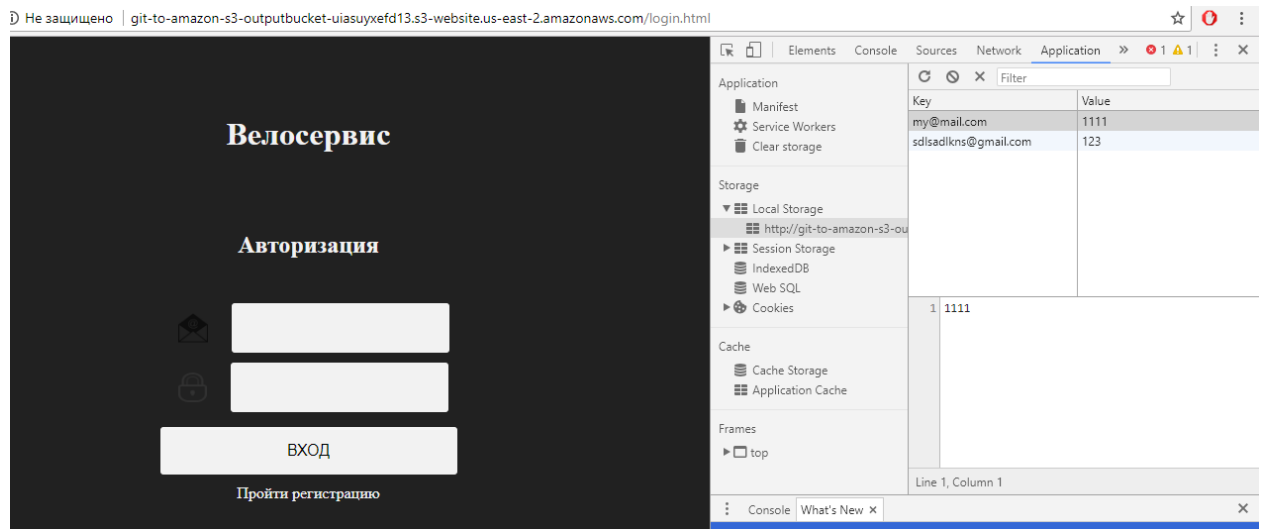 Не защищено git-to-amazon-s3-outputbucket-uiasuyxefd13.s3-website.us-east-2.amazonaws.com/login.html
Велосервис
Авторизация
ВХОД
Пройти регистрацию
Elements Console Sources Network Application » 1 1
Application
Manifest
Service Workers
Clear storage
Storage
Local Storage
http://git-to-amazon-s3-ou
Session Storage
IndexedDB
Web SQL
Cookies
Cache
Cache Storage
Application Cache
Frames
top
Filter
Key Value
my@mail.com 1111
sdlsadlkns@gmail.com 123
1 1111
Line 1, Column 1
Console What's New ×